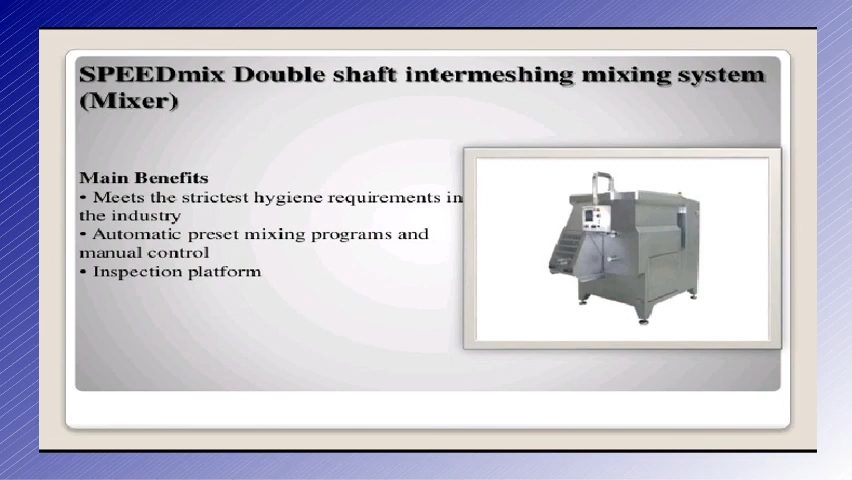 SPEEDmix Double shaft intermeshing mixing system
(Mixer)
Main Benefits
• Meets the strictest hygiene requirements in
the industry
• Automatic preset mixing programs and
manual control
• Inspection platform